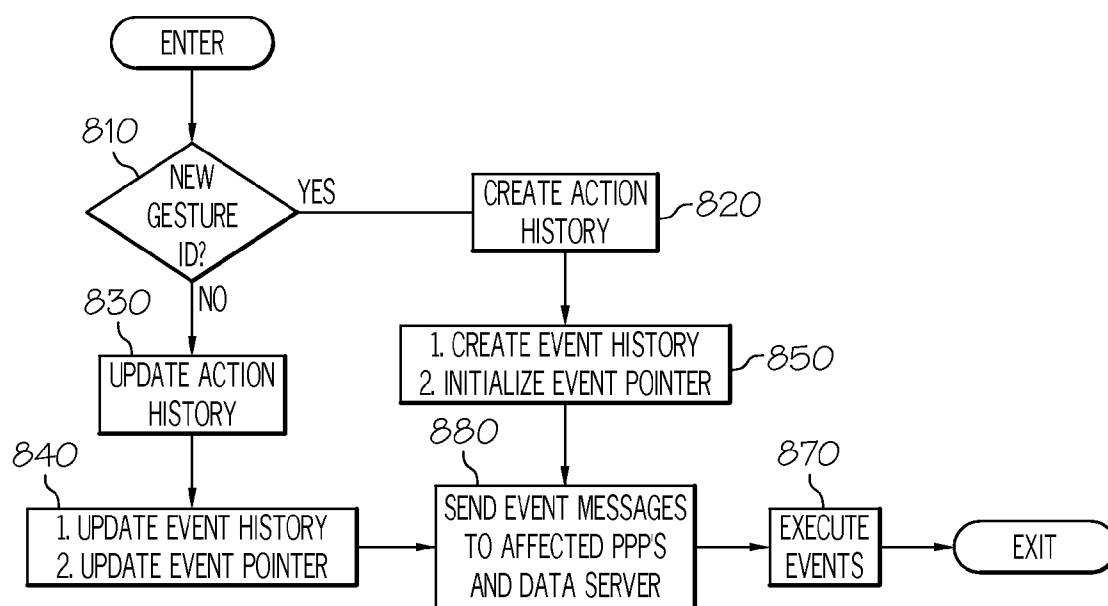 ENTER
810
NEW
GESTURE
ID?
YES
CREATE ACTION
HISTORY
820
NO
830
UPDATE ACTION
HISTORY
1. CREATE EVENT HISTORY
2. INITIALIZE EVENT POINTER
850
840
1. UPDATE EVENT HISTORY
2. UPDATE EVENT POINTER
880
SEND EVENT MESSAGES
TO AFFECTED PPP'S
AND DATA SERVER
870
EXECUTE
EVENTS
EXIT